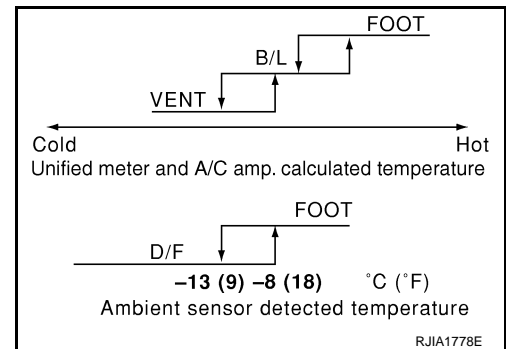 FOOT
B/L
VENT
Cold Hot
Unified meter and A/C amp. calculated temperature
FOOT
D/F
–13 (9) –8 (18) °C (°F)
Ambient sensor detected temperature
RJIA1778E